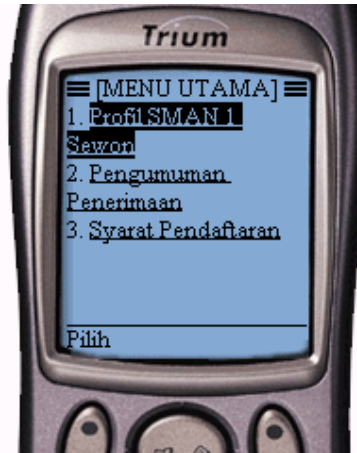 Trium
[MENU UTAMA]
1. Profil SMAN 1
Sewon
2. Pengumuman
Penerimaan
3. Syarat Pendaftaran
Pilih